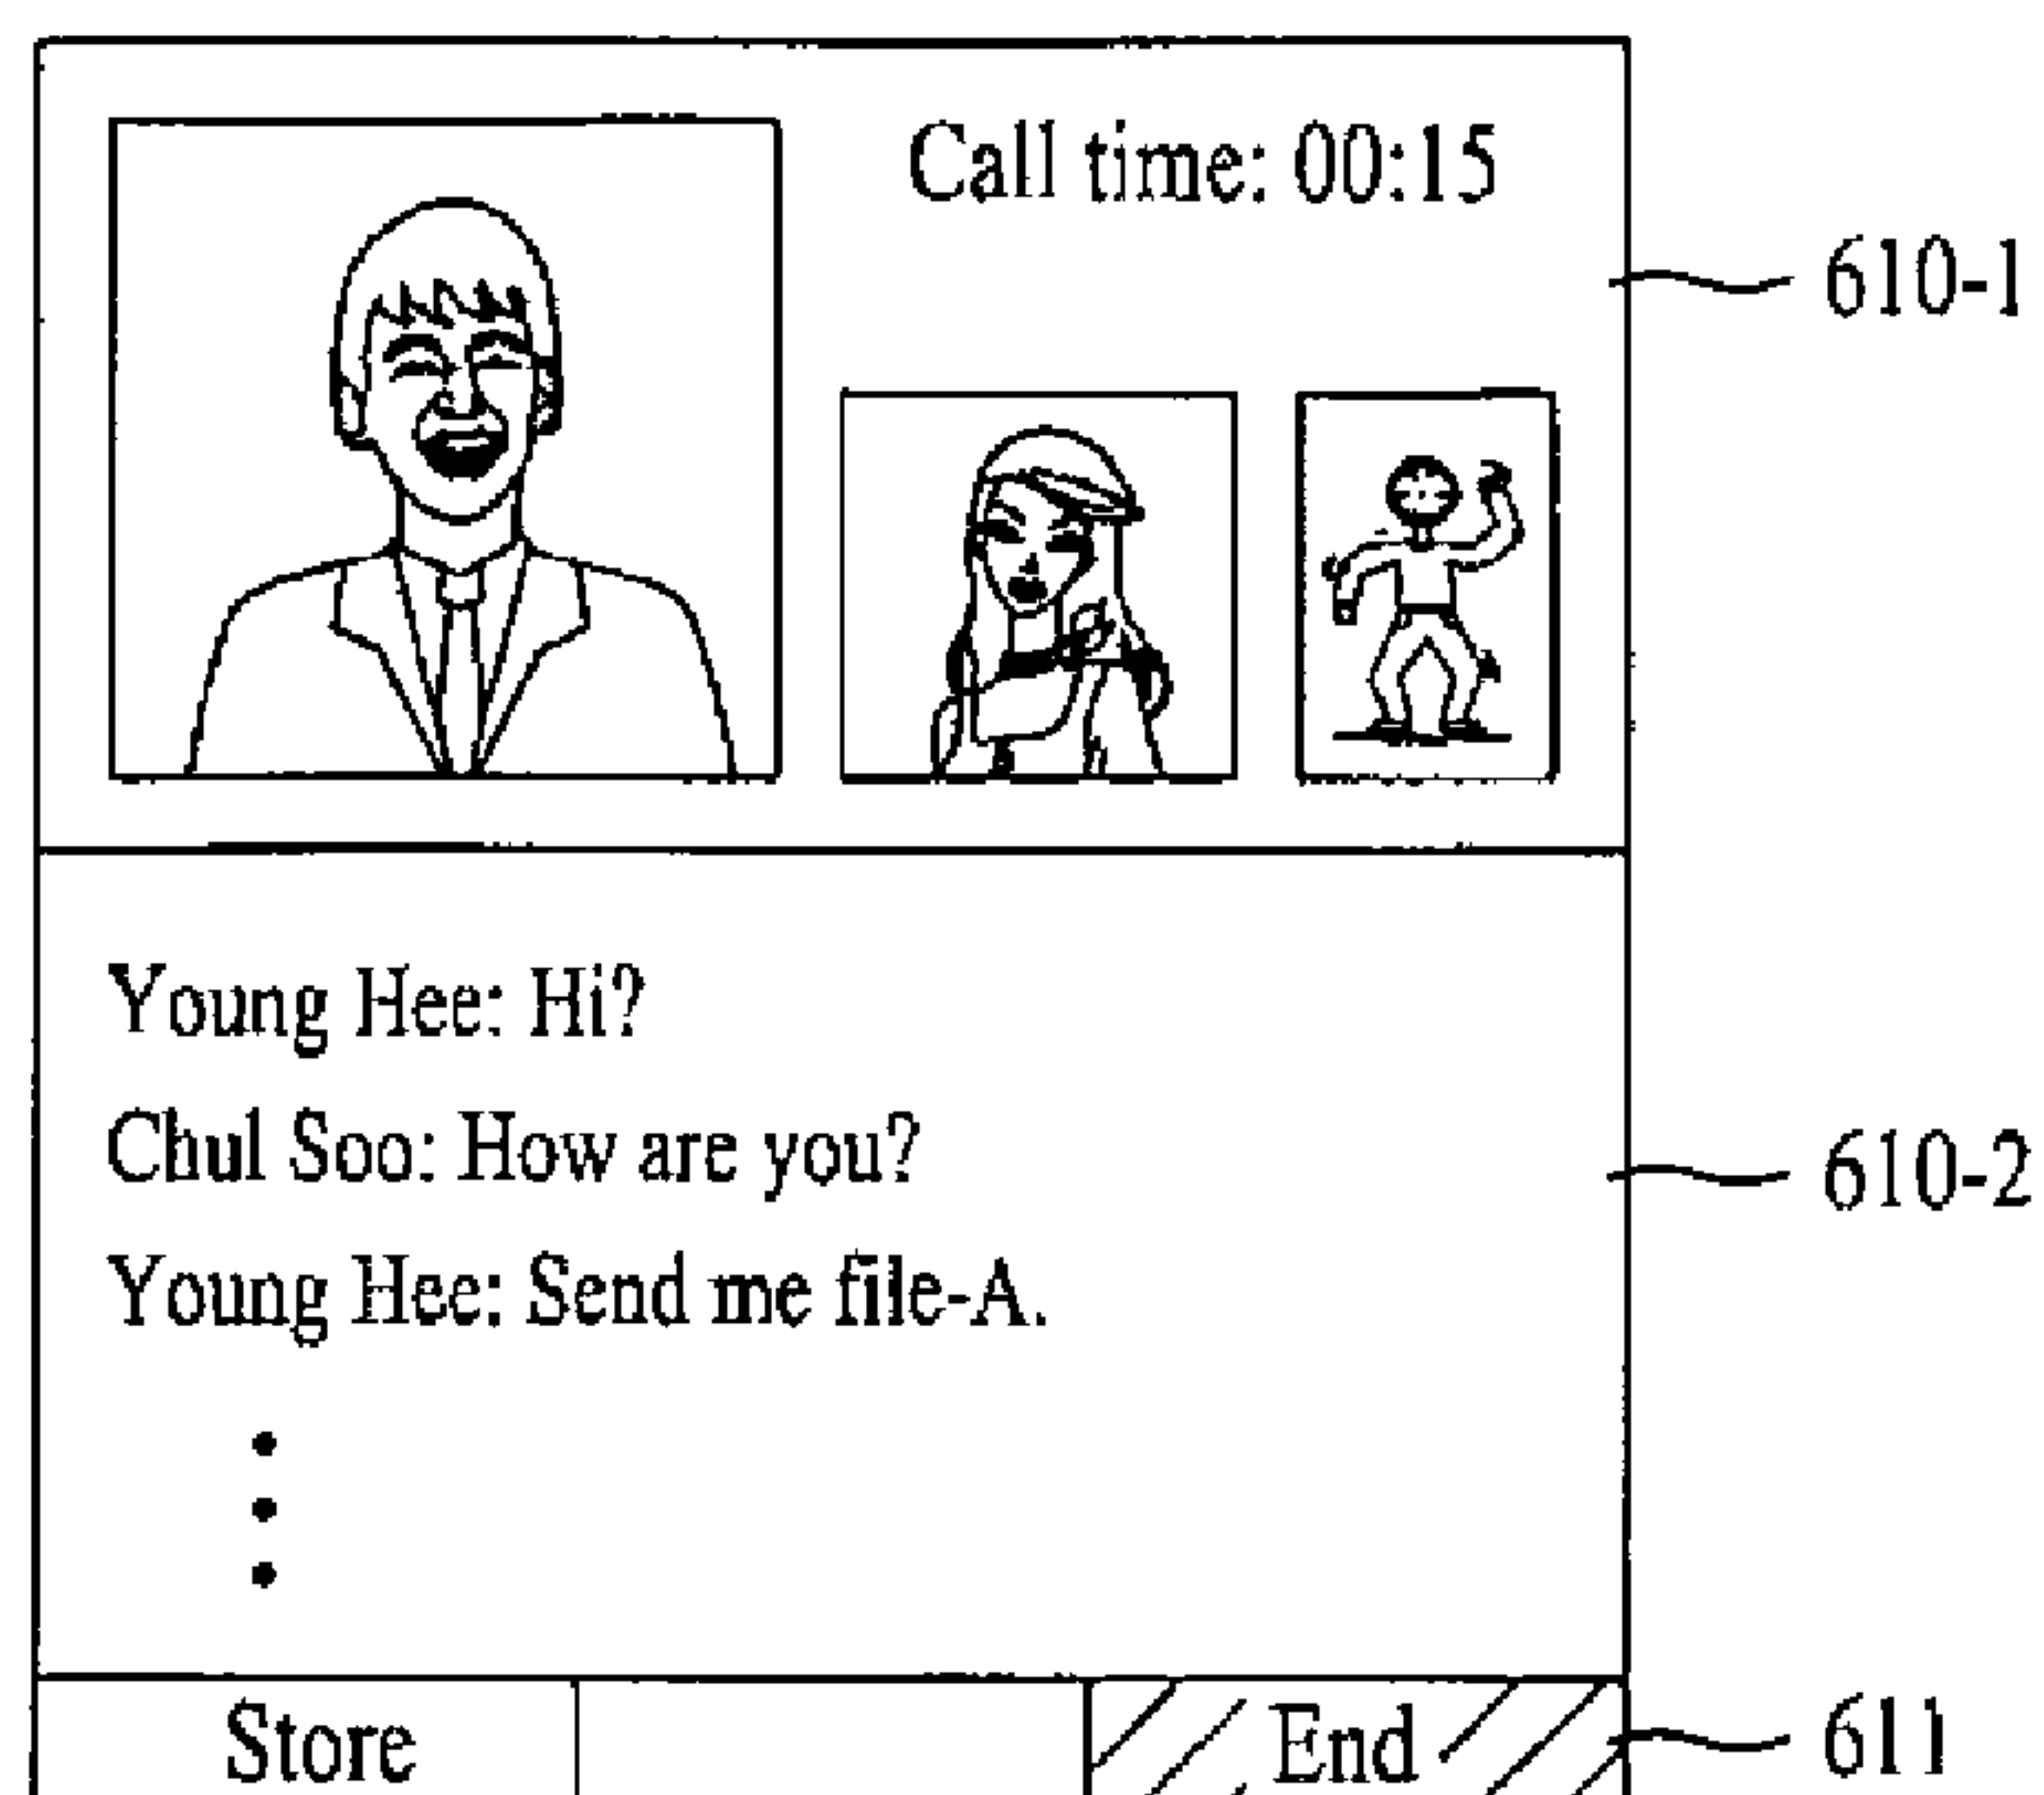 Call time: 00:15
610-1
Young Hee: Hi?
Chul Soo: How are you?
610-2
Young Hee: Send me file-A.
Store
End
611